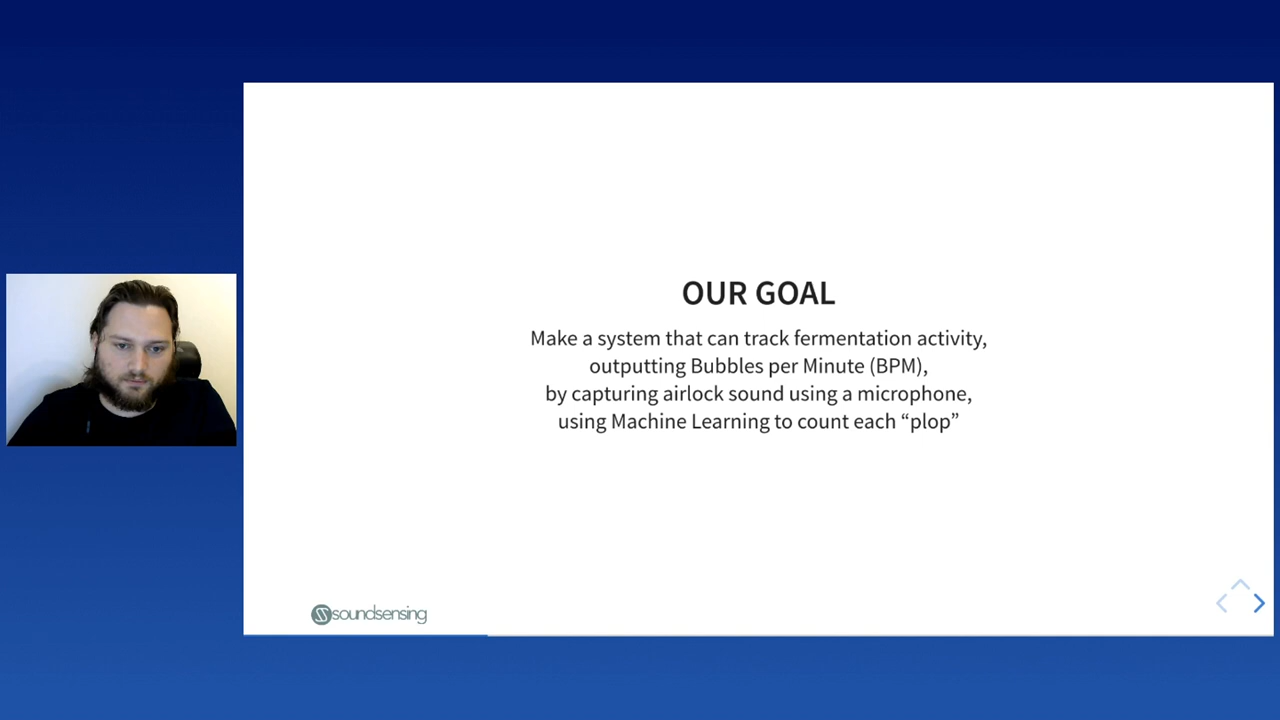 OUR GOAL
Make a system that can track fermentation activity,
outputting Bubbles per Minute (BPM),
by capturing airlock sound using a microphone,
using Machine Learning to count each “plop”
soundsensing